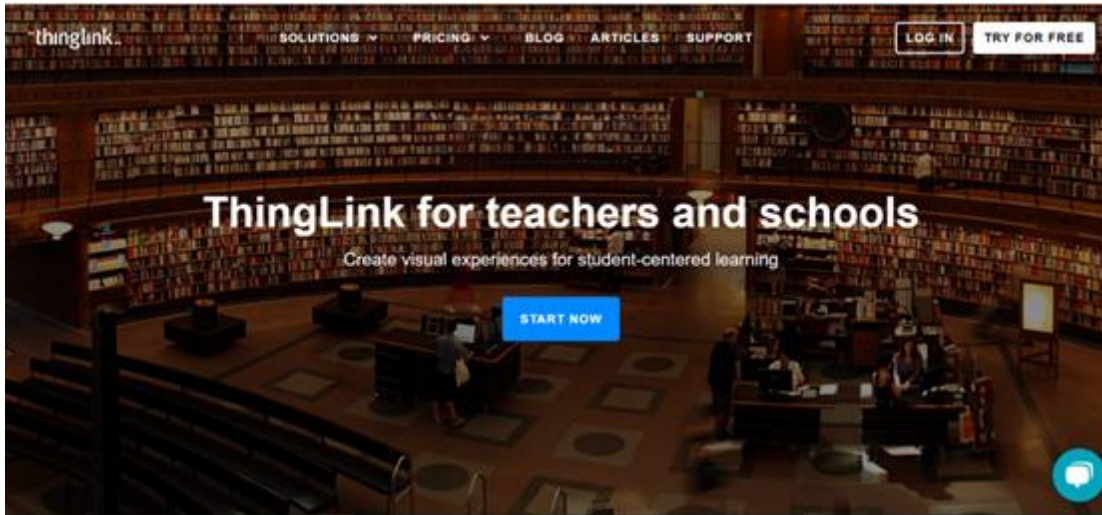 thinglink..
SOLUTIONS PRICING BLOG ARTICLES SUPPORT
LOG IN
TRY FOR FREE
ThingLink for teachers and schools
Create visual experiences for student-centered learning
START NOW